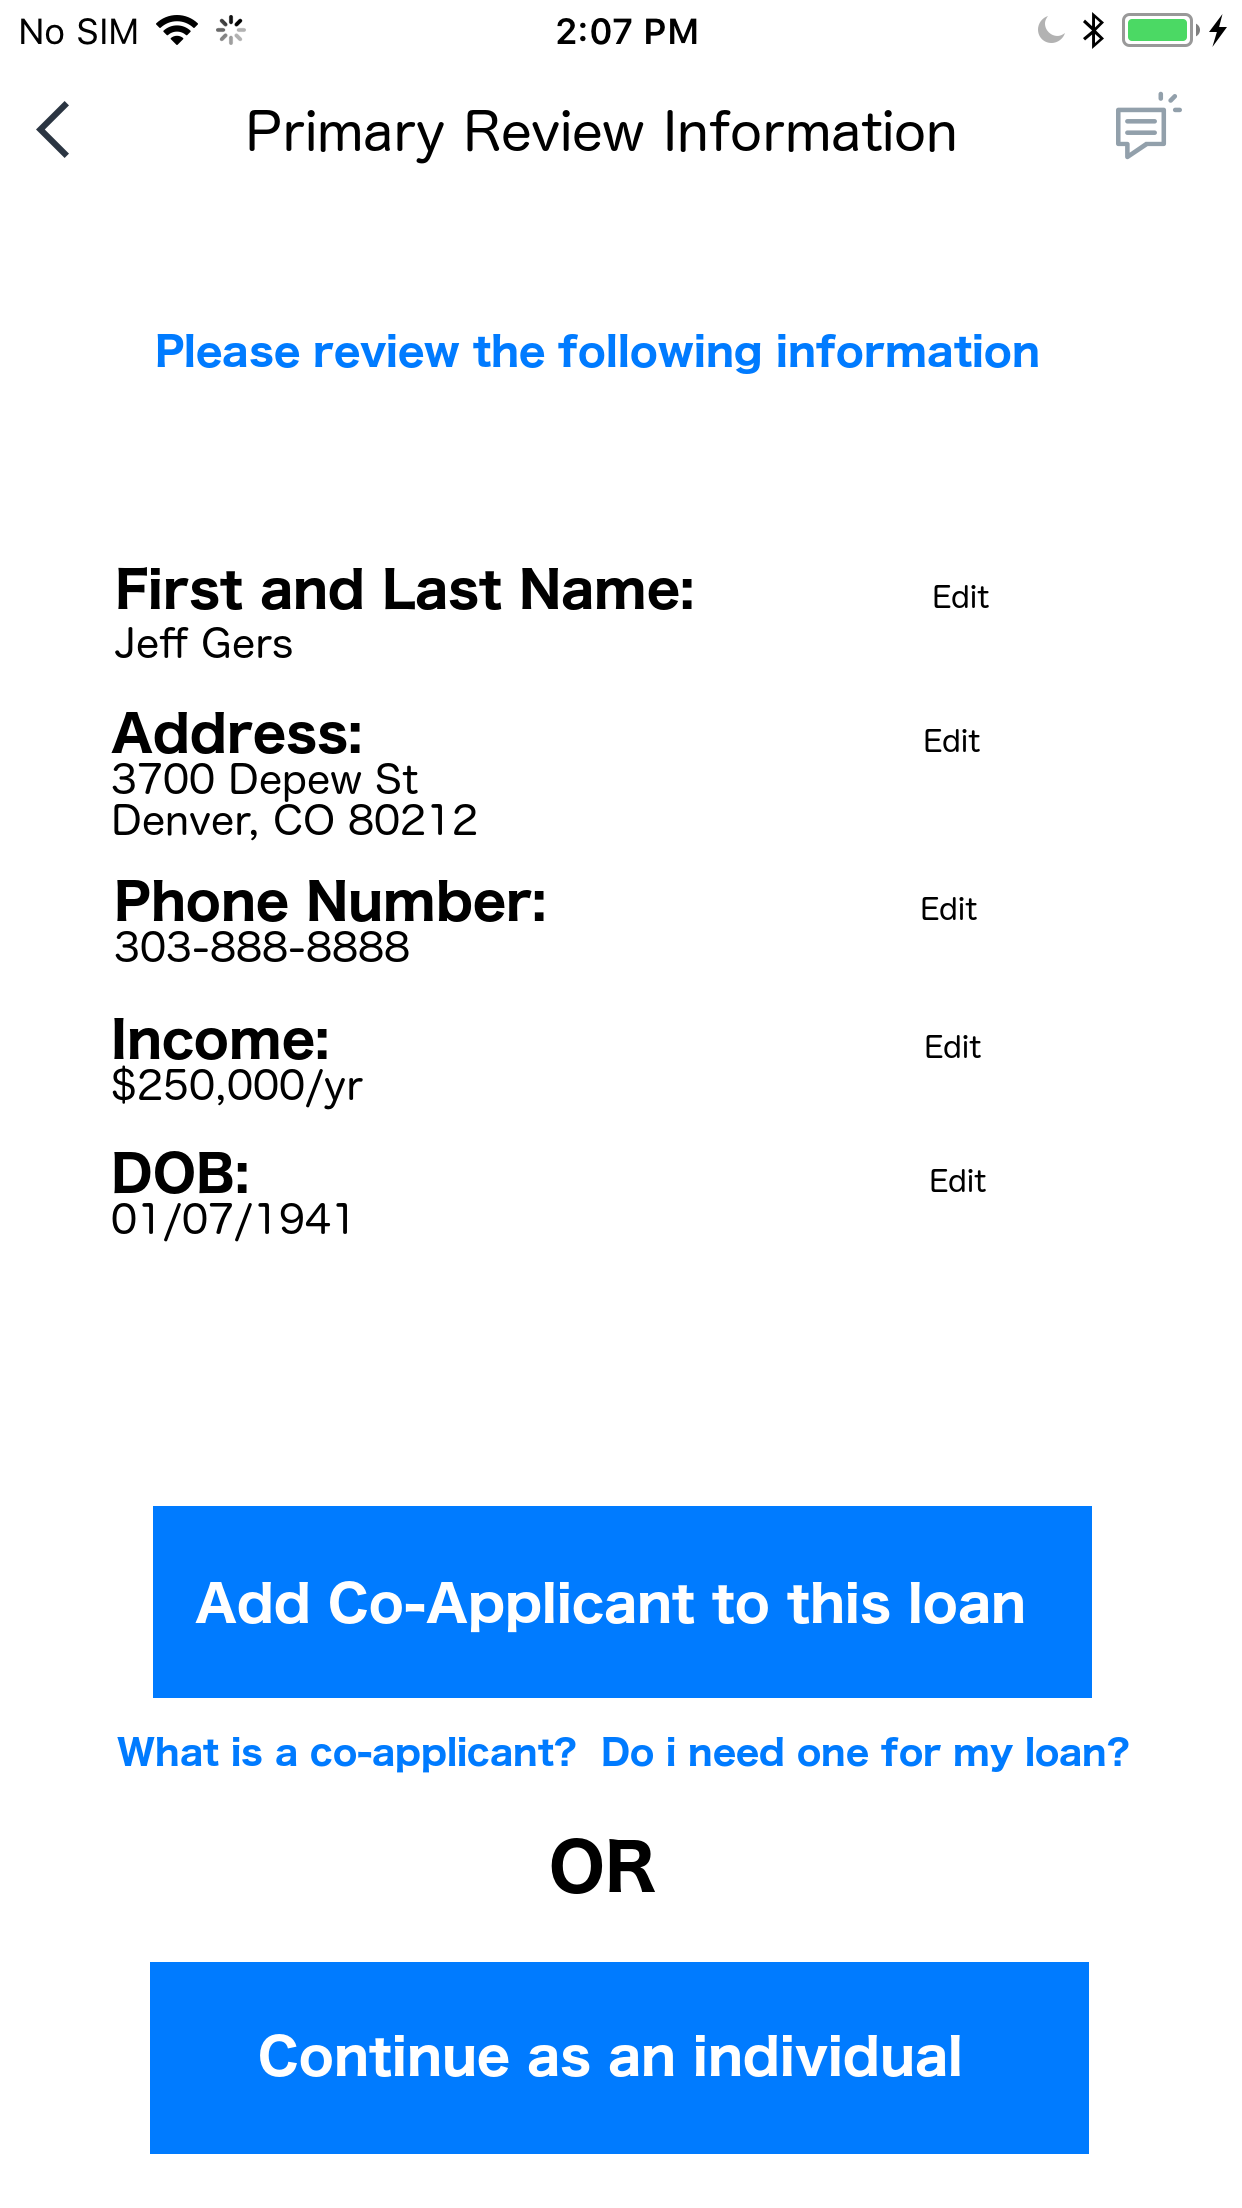 No SIM 2:07 PM
Primary Review Information
Please review the following information
First and Last Name: Edit
Jeff Gers
Address: Edit
3700 Depew St
Denver, CO 80212
Phone Number: Edit
303-888-8888
Income: Edit
$250,000/yr
DOB: Edit
01/07/1941
Add Co-Applicant to this loan
What is a co-applicant? Do i need one for my loan?
OR
Continue as an individual